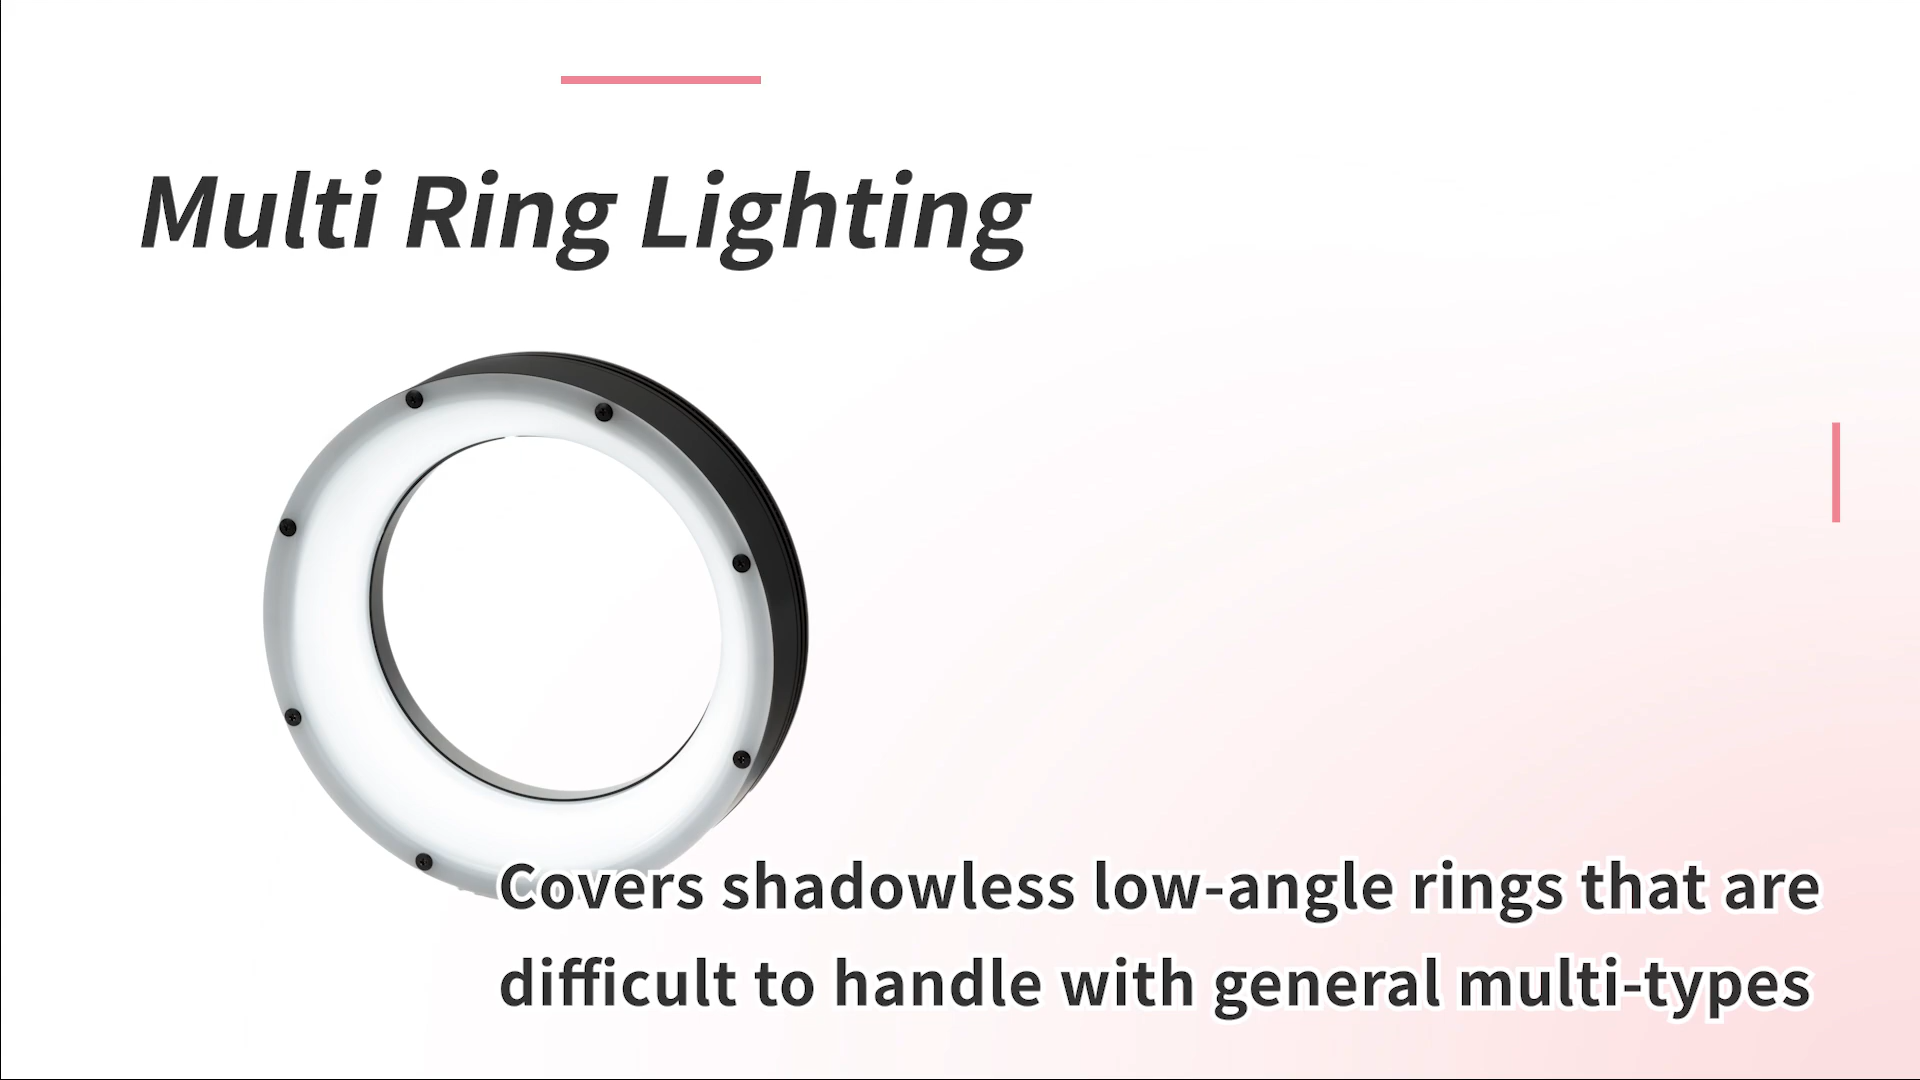 Multi Ring Lighting
Covers shadowless low-angle rings that are
difficult to handle with general multi-types